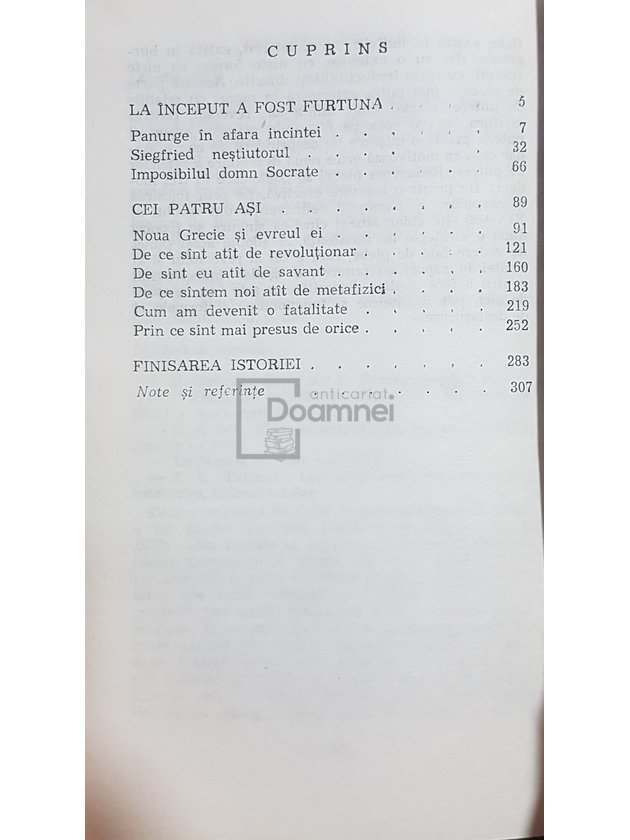 CUPRINS
LA ÎNCEPUT A FOST FURTUNA . . . . . 5
Panurge în afara incintei . . . . . . 7
Siegfried neștiutorul . . . . . . 32
Imposibilul domn Socrate . . . . . . 66
CEI PATRU AȘI . . . . . . . 89
Noua Grecie și evreul ei . . . . . . 91
De ce sînt atît de revoluționar . . . . . 121
De sînt eu atît de savant . . . . . . 160
De ce sîntem noi atît de metafizici . . . . 183
Cum am devenit o fatalitate . . . . . 219
Prin ce sînt mai presus de orice . . . . . 252
FINISAREA ISTORIEI . . . . . . . 283
Note și referințe . . . . . . 307
anticariat
Doamnei